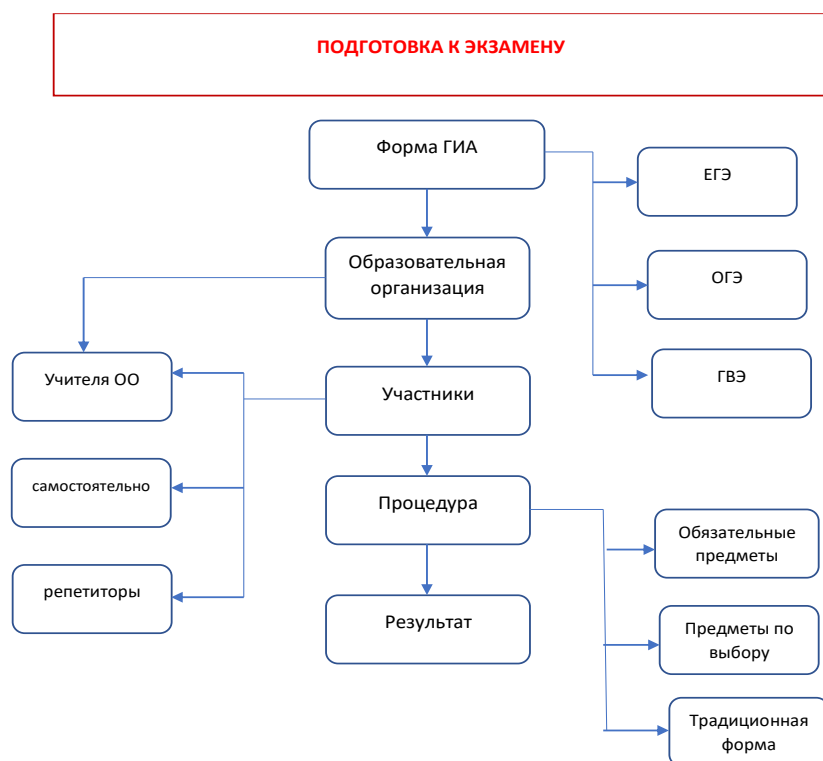 ПОДГОТОВКА К ЭКЗАМЕНУ
Форма ГИА
ЕГЭ
Образовательная
организация
ОГЭ
Учителя ОО
Участники
ГВЭ
самостоятельно
Процедура
Обязательные
предметы
репетиторы
Результат
Предметы по
выбору
Традиционная
форма